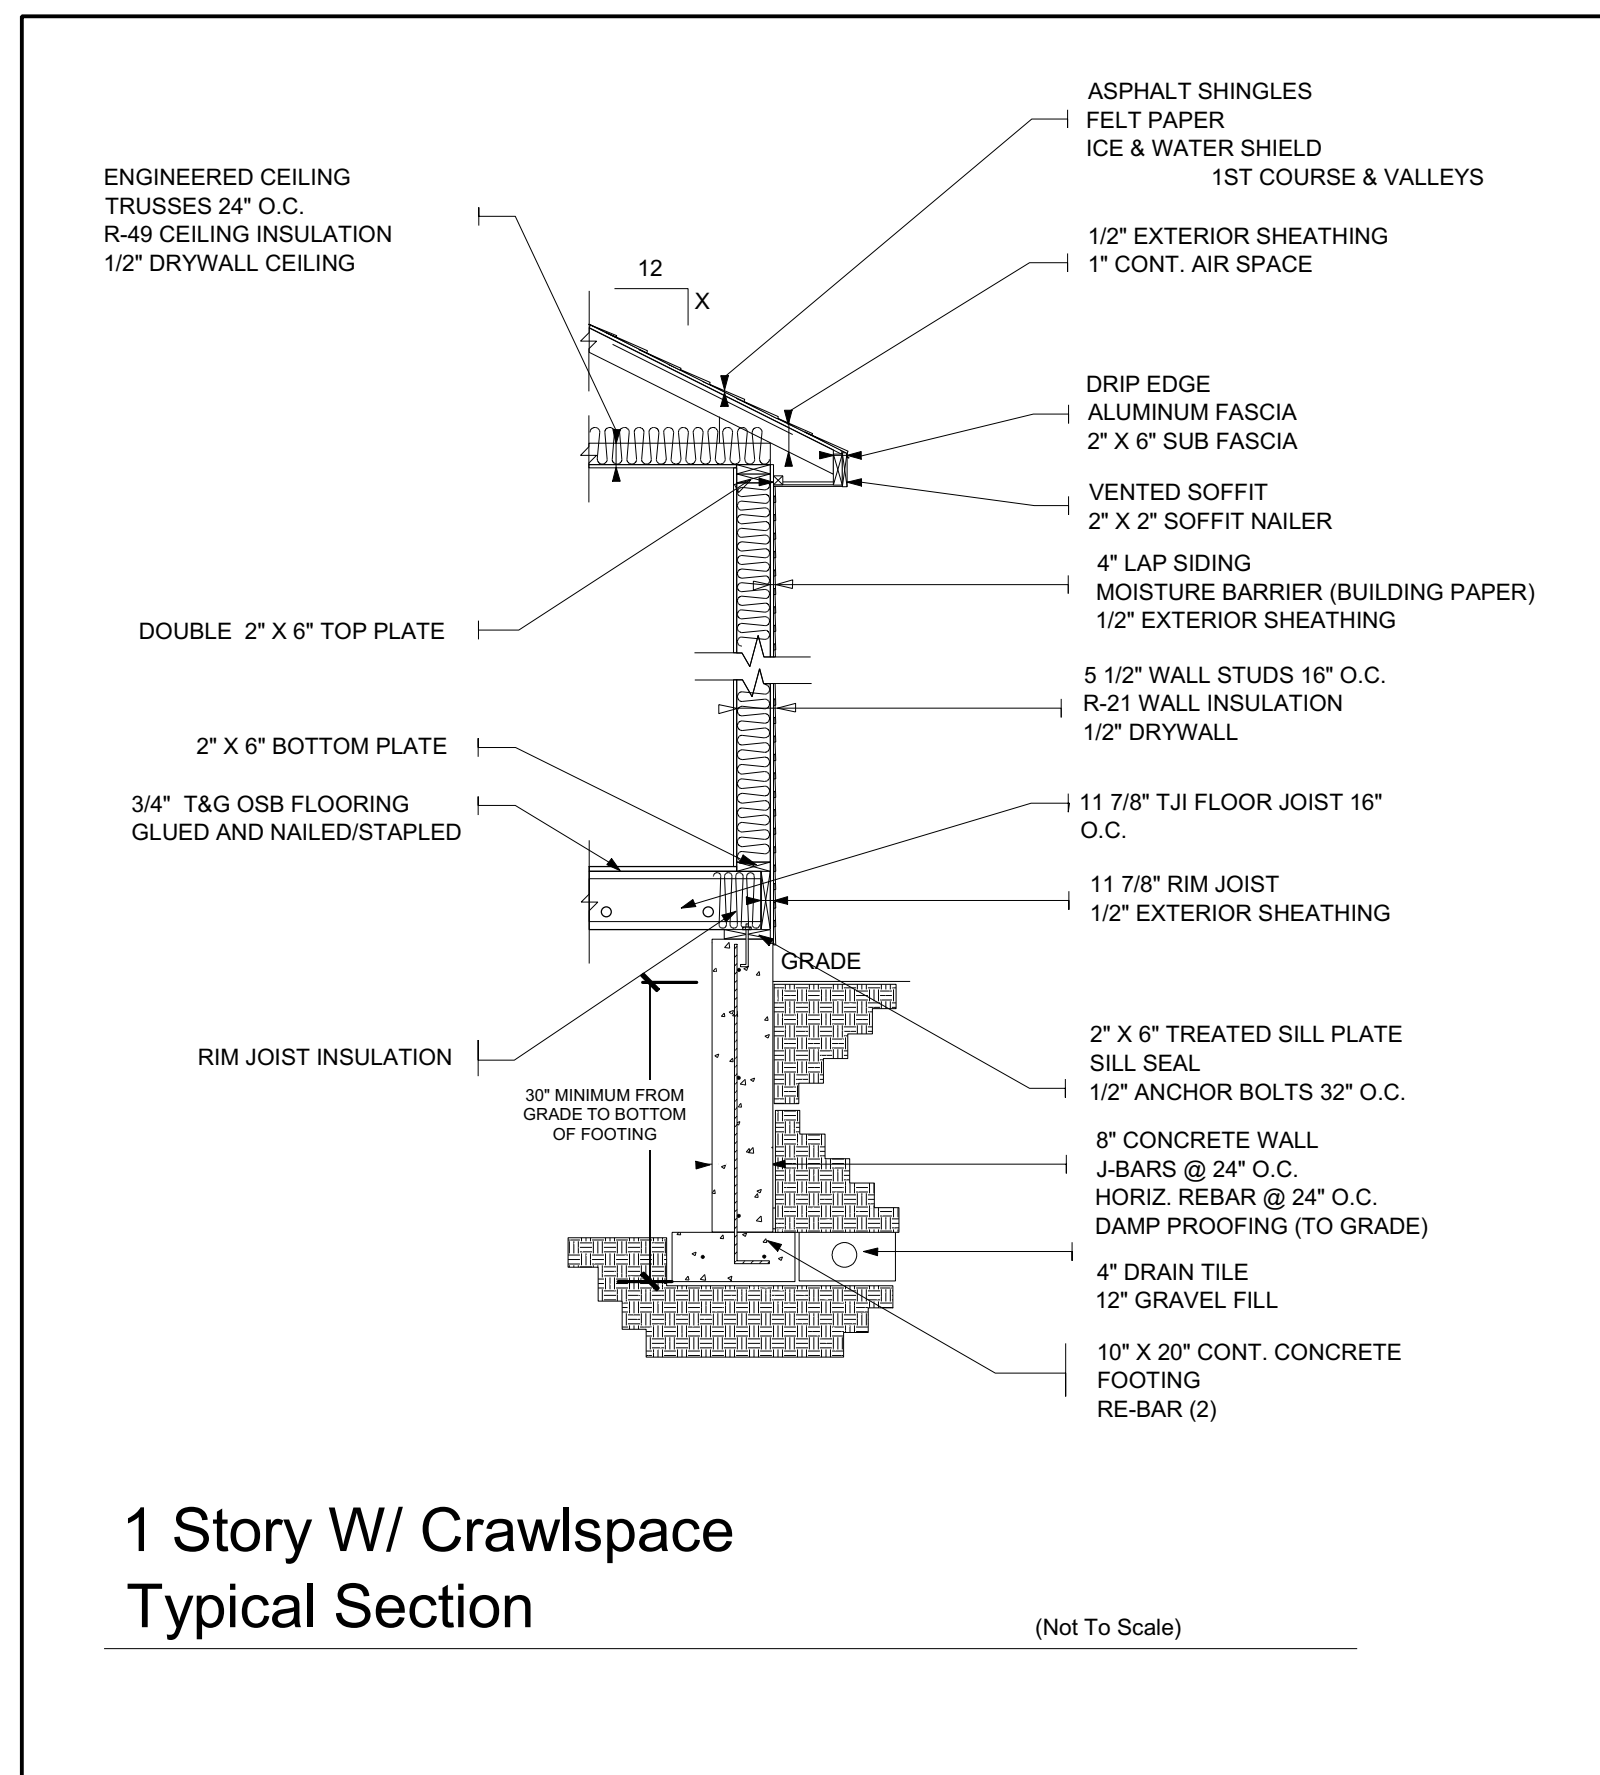 ASPHALT SHINGLES
FELT PAPER
ICE & WATER SHIELD
1ST COURSE & VALLEYS
ENGINEERED CEILING
TRUSSES 24" O.C.
R-49 CEILING INSULATION
1/2" DRYWALL CEILING
1/2" EXTERIOR SHEATHING
1" CONT. AIR SPACE
12
X
DRIP EDGE
ALUMINUM FASCIA
2" X 6" SUB FASCIA
VENTED SOFFIT
2" X 2" SOFFIT NAILER
4" LAP SIDING
MOISTURE BARRIER (BUILDING PAPER)
1/2" EXTERIOR SHEATHING
DOUBLE 2" X 6" TOP PLATE
5 1/2" WALL STUDS 16" O.C.
R-21 WALL INSULATION
1/2" DRYWALL
2" X 6" BOTTOM PLATE
3/4" T&G OSB FLOORING
GLUED AND NAILED/STAPLED
11 7/8" TJI FLOOR JOIST 16"
O.C.
11 7/8" RIM JOIST
1/2" EXTERIOR SHEATHING
GRADE
RIM JOIST INSULATION
2" X 6" TREATED SILL PLATE
SILL SEAL
1/2" ANCHOR BOLTS 32" O.C.
30" MINIMUM FROM
GRADE TO BOTTOM
OF FOOTING
8" CONCRETE WALL
J-BARS @ 24" O.C.
HORIZ. REBAR @ 24" O.C.
DAMP PROOFING (TO GRADE)
4" DRAIN TILE
12" GRAVEL FILL
10" X 20" CONT. CONCRETE
FOOTING
RE-BAR (2)
1 Story W/ Crawlspace
Typical Section
(Not To Scale)